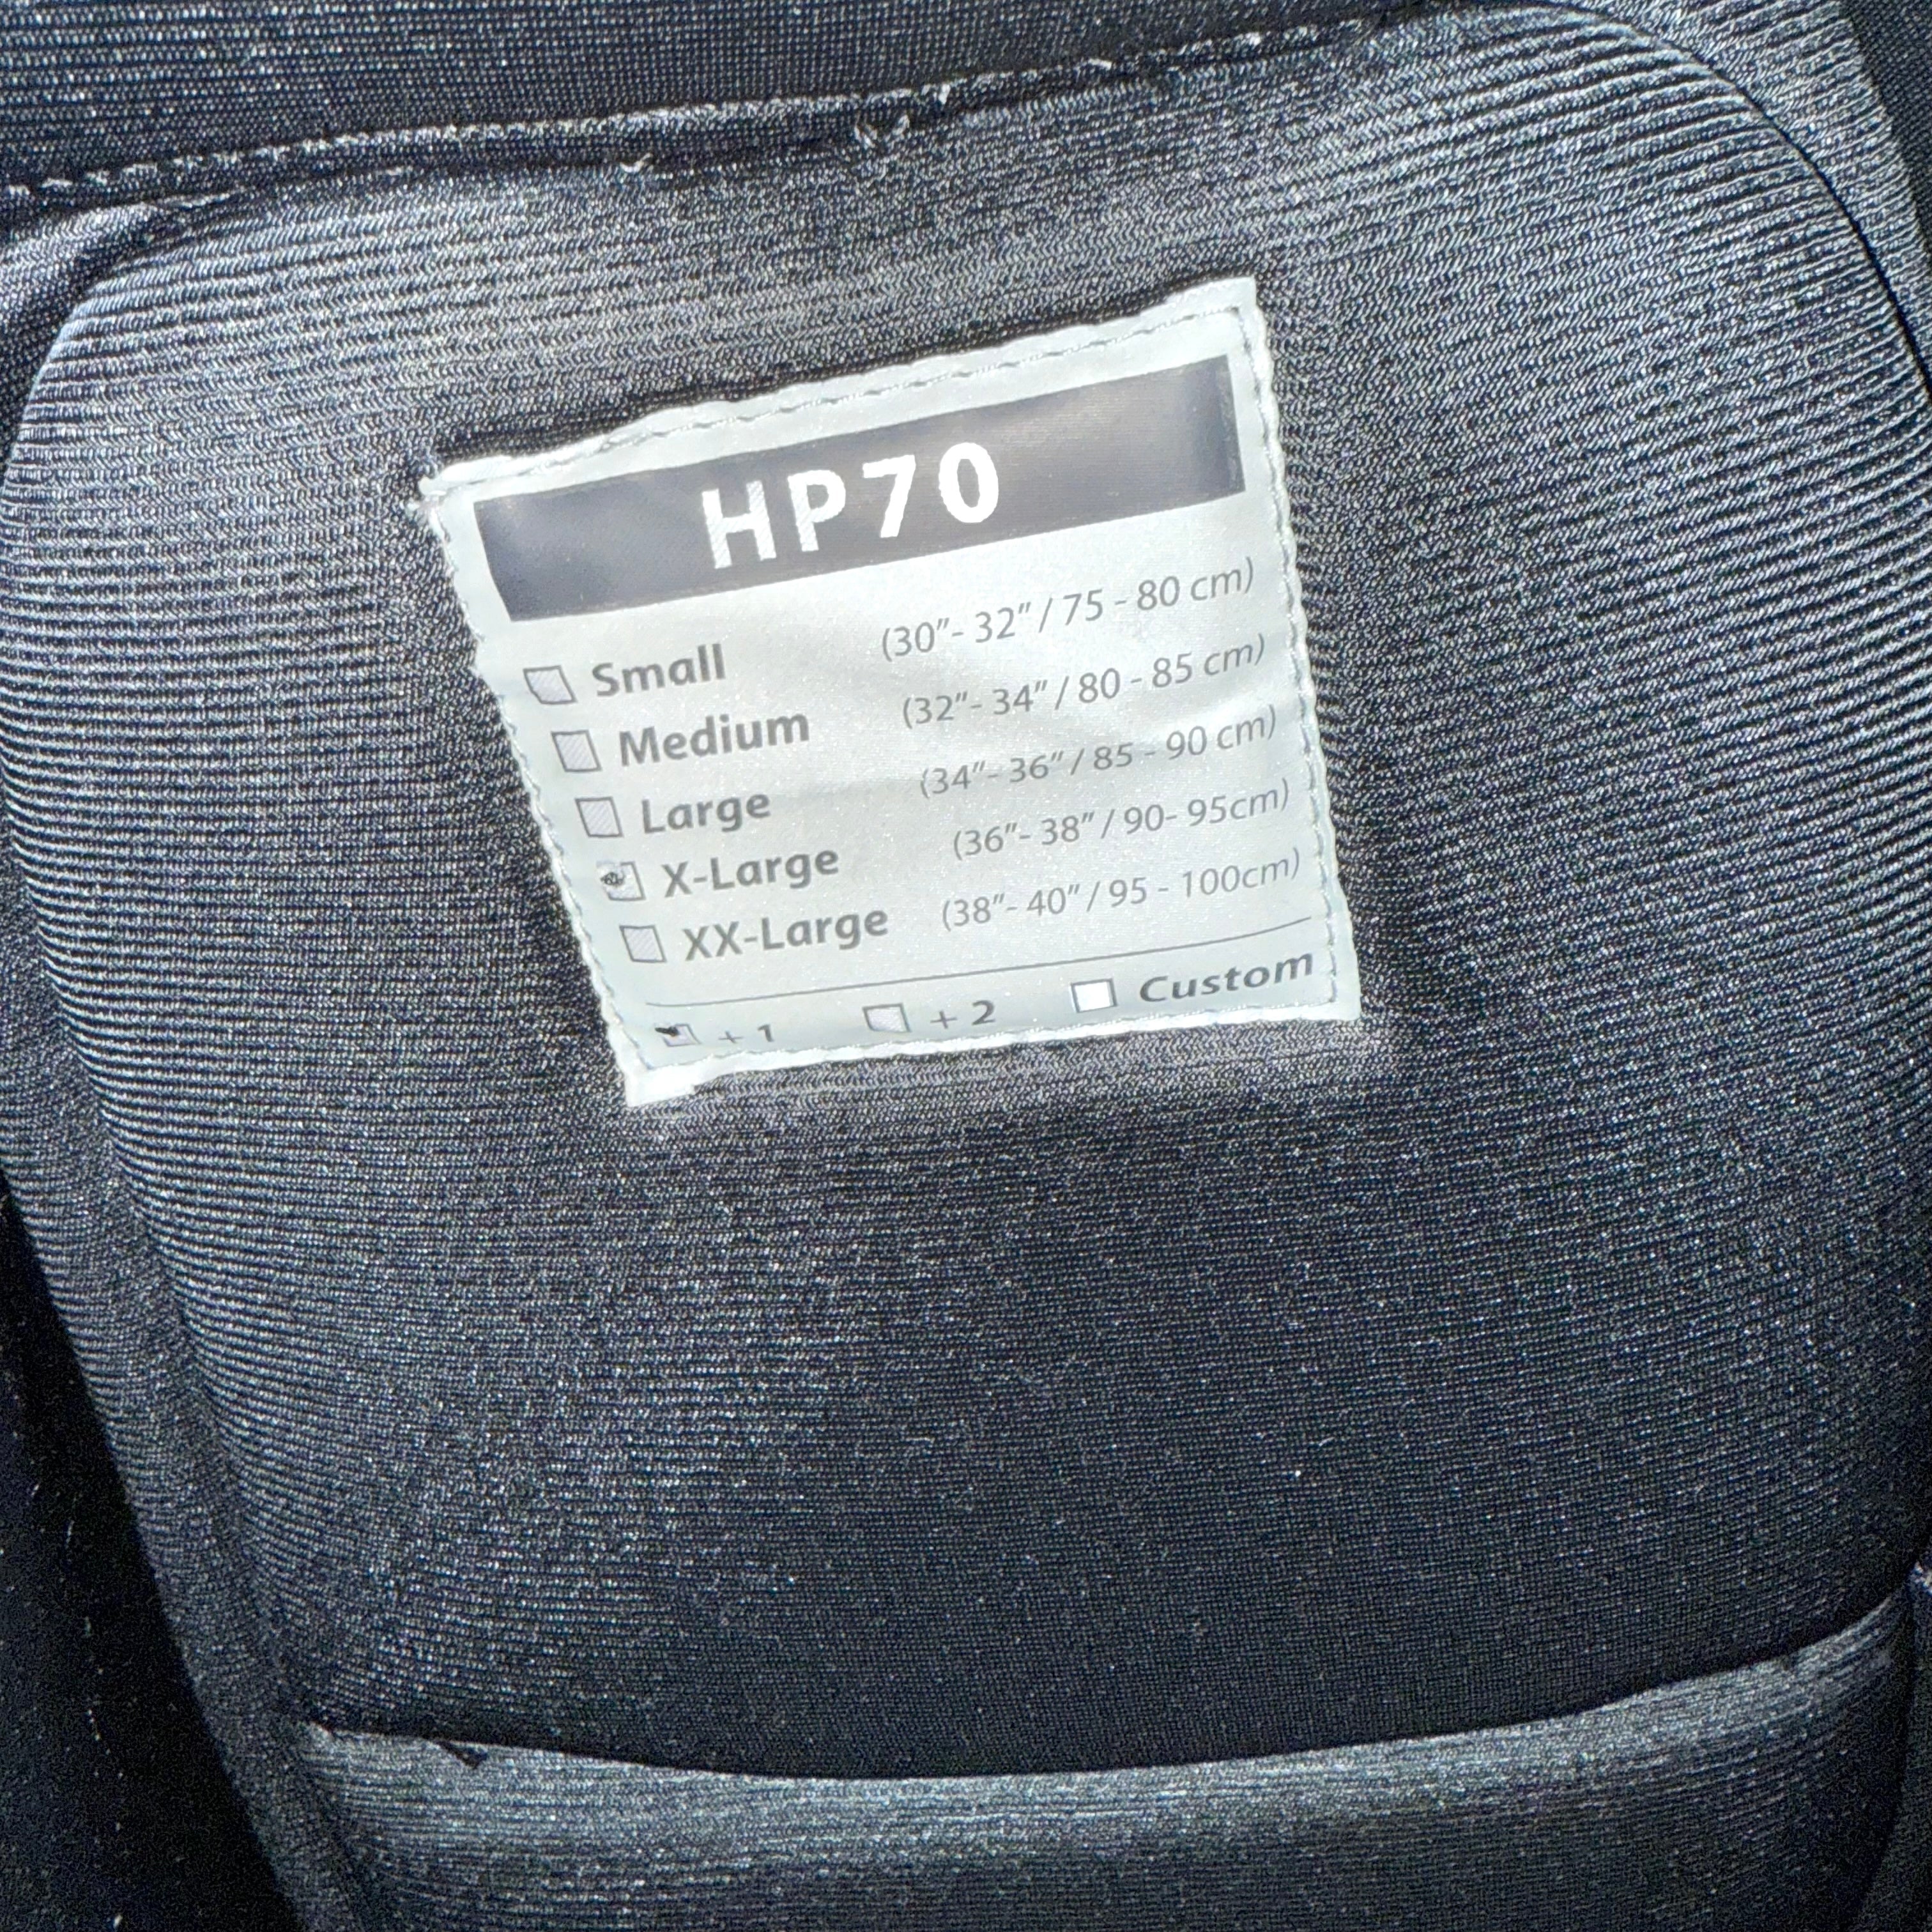 HP70
Small (30"- 32" / 75 - 80 cm)
Medium (32"- 34" / 80 - 85 cm)
Large (34"- 36" / 85 - 90 cm)
X-Large (36"- 38" / 90- 95cm)
XX-Large (38"- 40" / 95 - 100cm)
+ 1 + 2 Custom